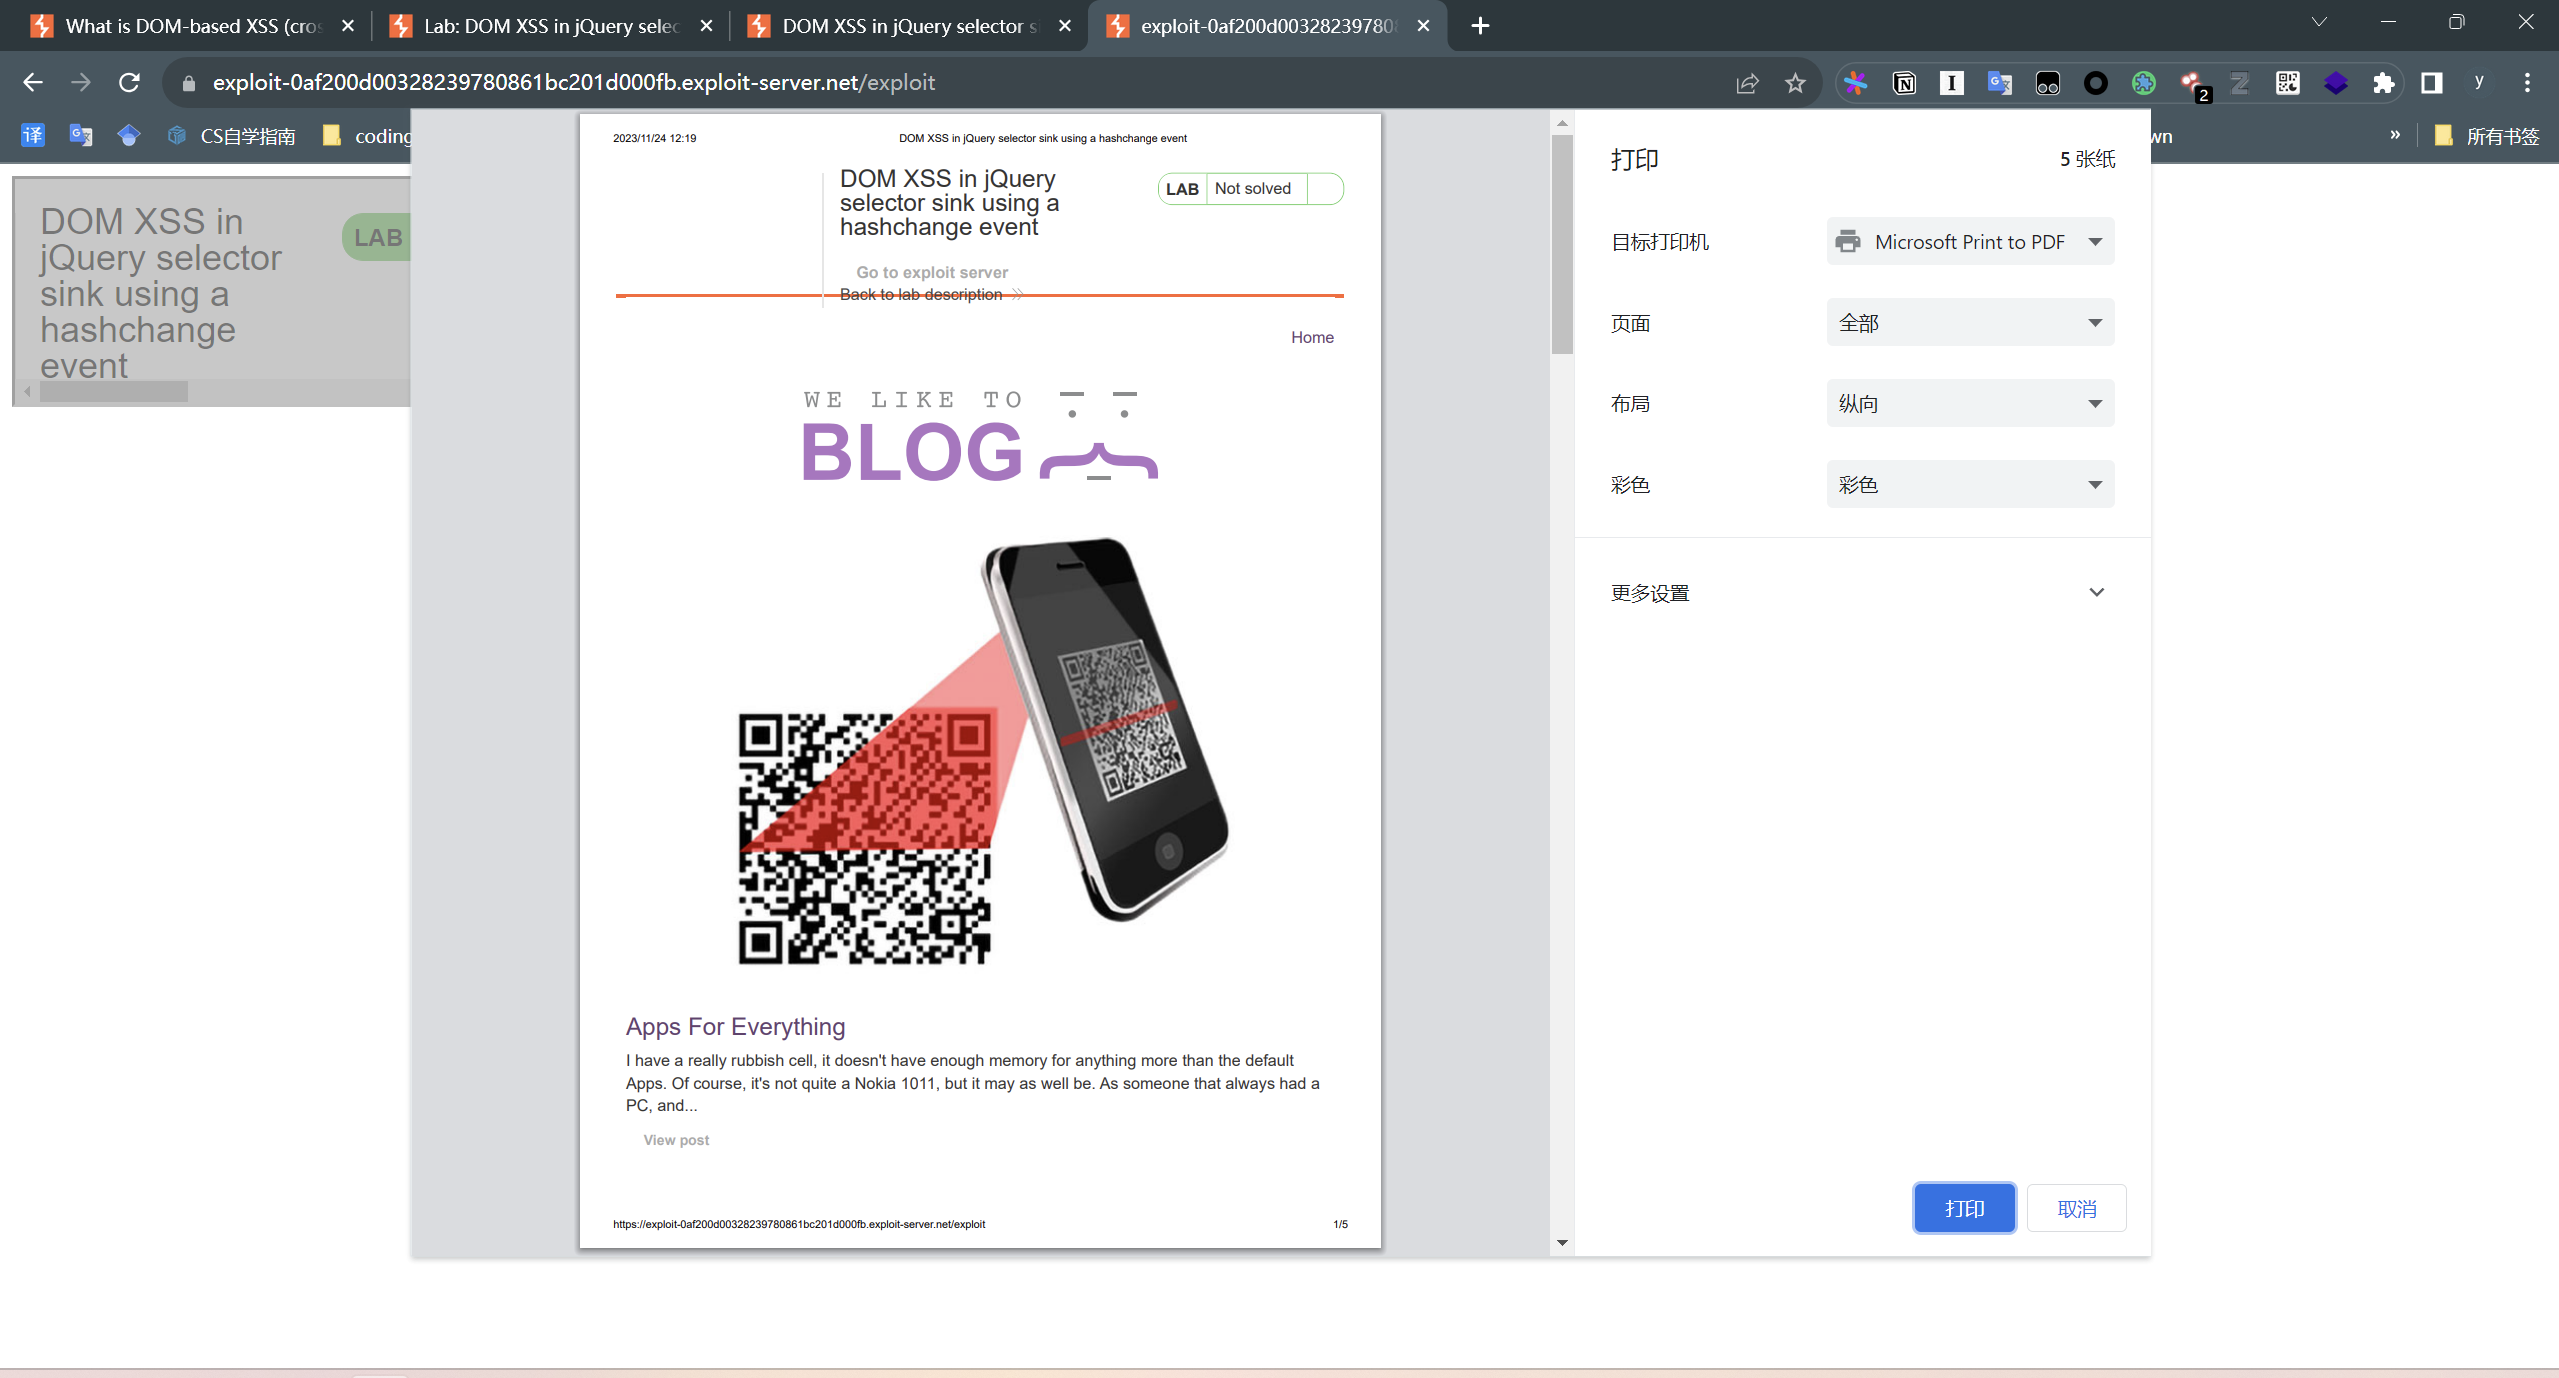 What is DOM-based XSS (cros
Lab: DOM XSS in jQuery selec
DOM XSS in jQuery selector s
exploit-0af200d003282397808
exploit-0af200d00328239780861bc201d000fb.exploit-server.net/exploit
2
y
译
CS自学指南
coding
wn
»
所有书签
DOM XSS in
jQuery selector
sink using a
hashchange
event
LAB
2023/11/24 12:19
DOM XSS in jQuery selector sink using a hashchange event
DOM XSS in jQuery
selector sink using a
hashchange event
LAB
Not solved
Go to exploit server
Back to lab description
Home
WE LIKE TO
BLOG
Apps For Everything
I have a really rubbish cell, it doesn't have enough memory for anything more than the default
Apps. Of course, it's not quite a Nokia 1011, but it may as well be. As someone that always had a
PC, and...
View post
https://exploit-0af200d00328239780861bc201d000fb.exploit-server.net/exploit
1/5
打印
5 张纸
目标打印机
Microsoft Print to PDF
页面
全部
布局
纵向
彩色
彩色
更多设置
打印
取消